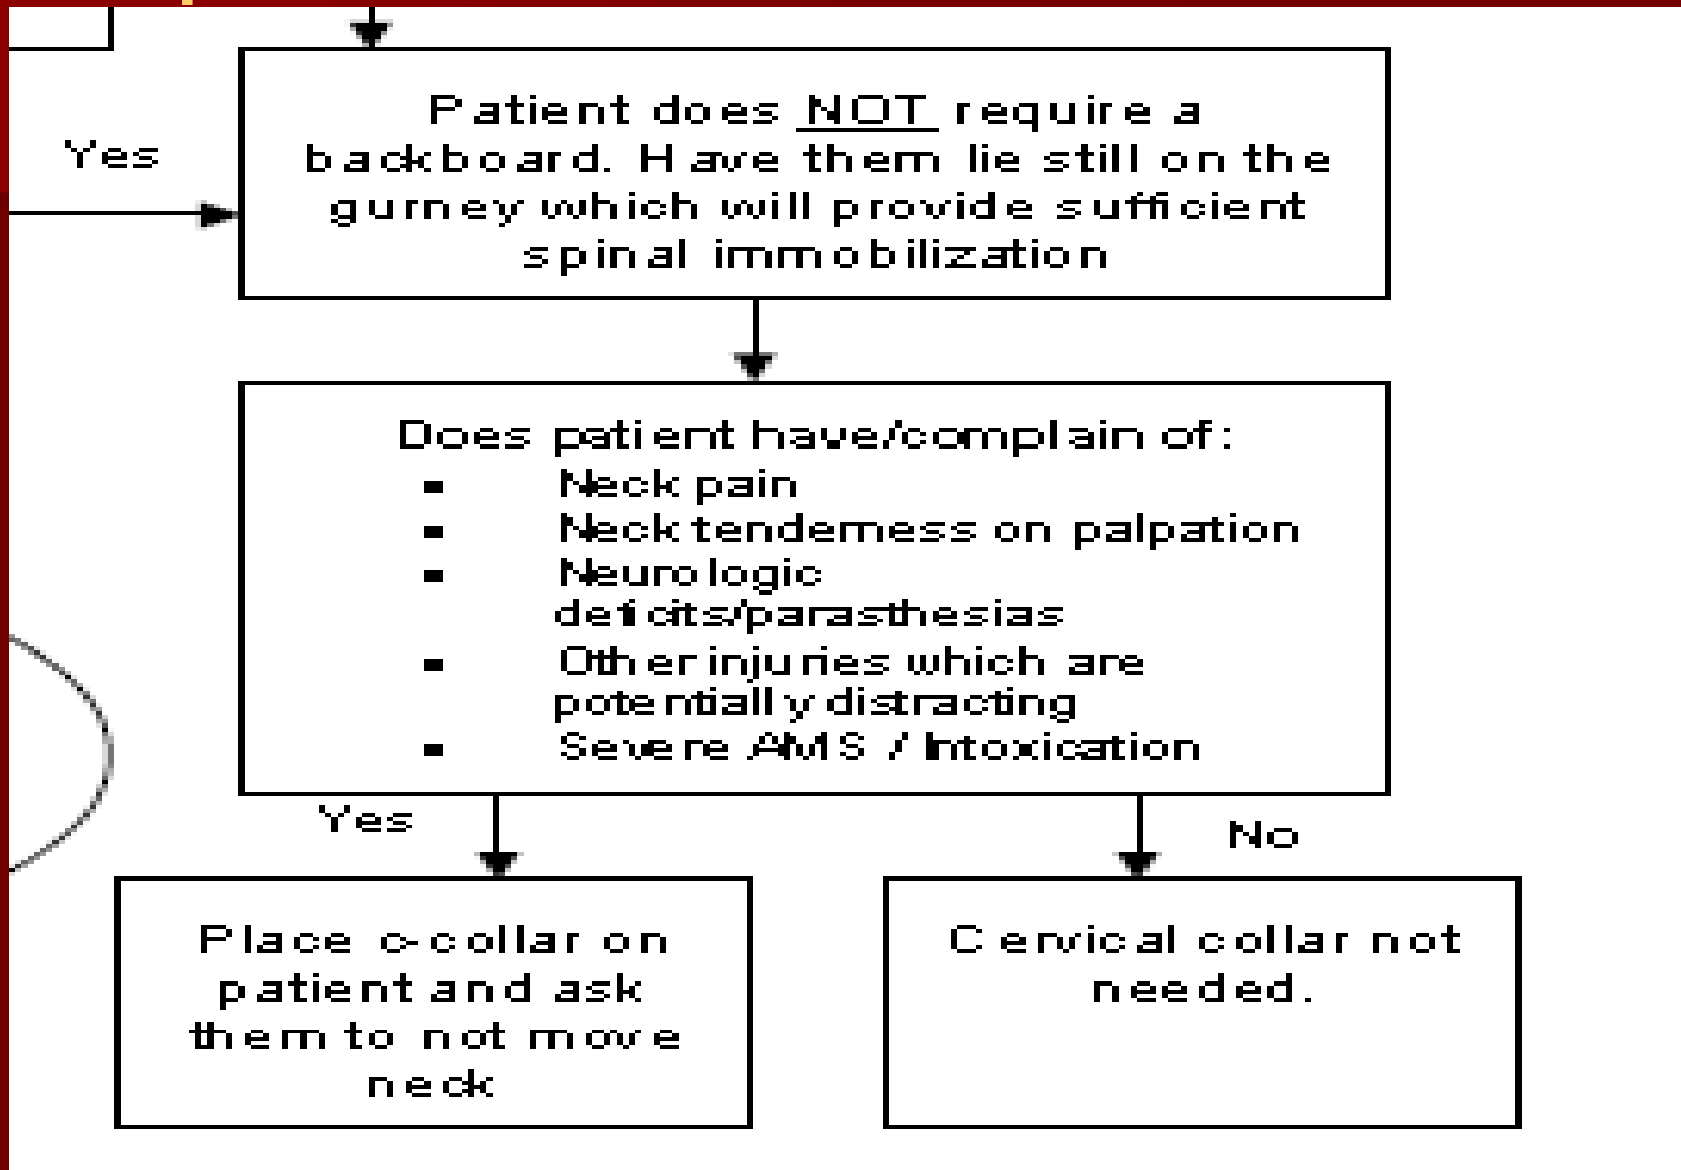 Patient does NOT require a
Yes
backboard. Have them lie still on the
gurney which will provide sufficient
spinal immobilization
Does patient have/complain of:
▪ Neck pain
▪ Neck tenderness on palpation
▪ Neurologic
deficits/parasthesias
▪ Other injuries which are
potentially distracting
▪ Severe AMS / Intoxication
Yes
No
Place c-collar on
patient and ask
them to not move
neck
Cervical collar not
needed.